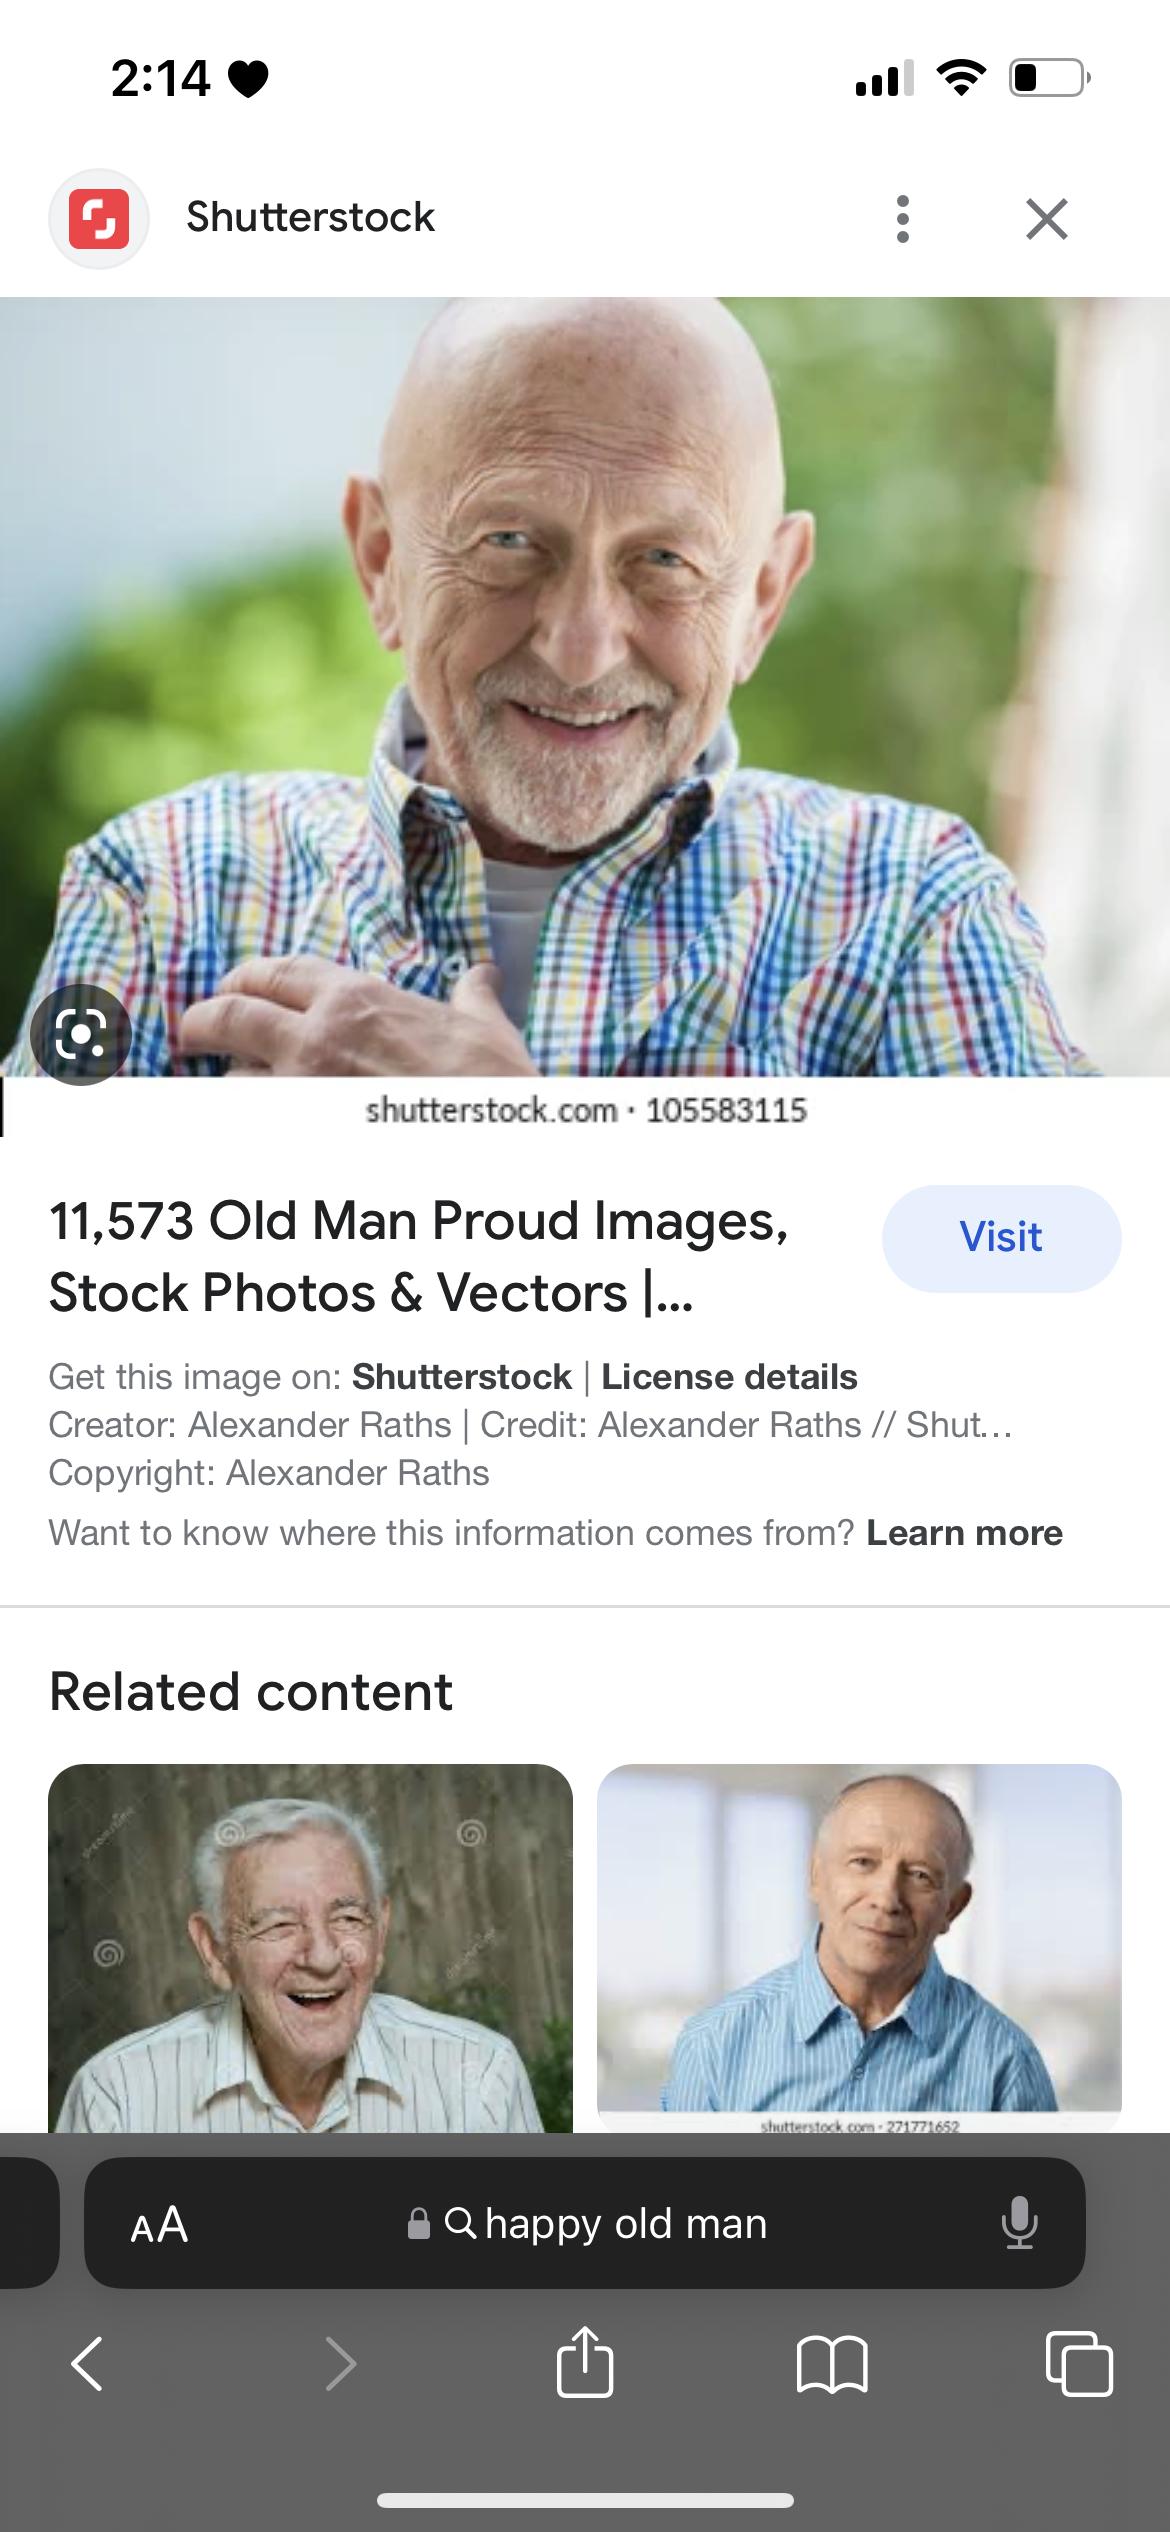 2:14
Shutterstock
shutterstock.com · 105583115
11,573 Old Man Proud Images,
Stock Photos & Vectors |...
Visit
Get this image on: Shutterstock | License details
Creator: Alexander Raths | Credit: Alexander Raths // Shut...
Copyright: Alexander Raths
Want to know where this information comes from? Learn more
Related content
dreamstime
dreamstime
shutterstock.com · 271771652
AA
happy old man